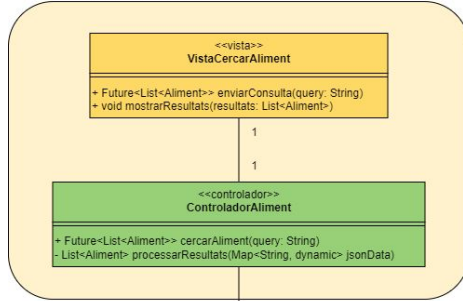 <<vista>>
VistaCercarAliment
+ Future<List<Aliment>> enviarConsulta(query: String)
+ void mostrarResultats(resultats: List<Aliment>)
1
1
<<controlador>>
ControladorAliment
+ Future<List<Aliment>> cercarAliment(query: String)
- List<Aliment> processarResultats(Map<String, dynamic> jsonData)